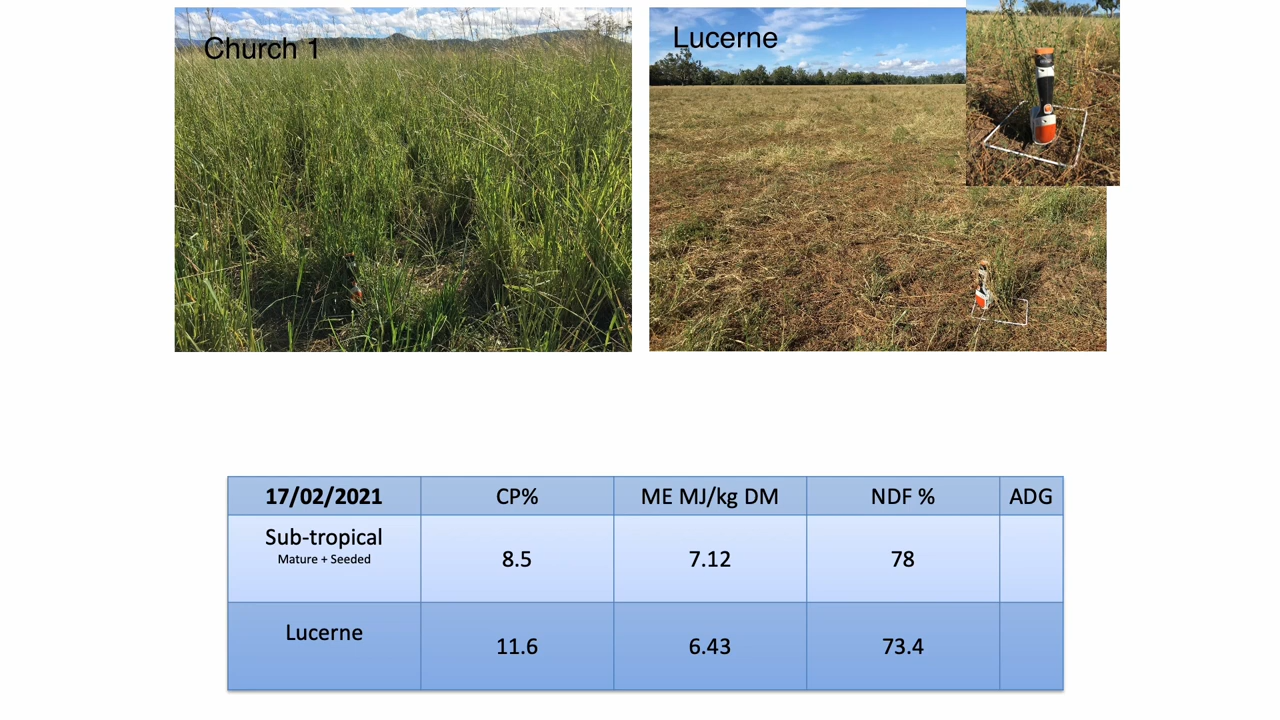 Church 1
Lucerne
17/02/2021 CP% ME MJ/kg DM NDF % ADG
Sub-tropical
Mature + Seeded
8.5 7.12 78
Lucerne
11.6 6.43 73.4